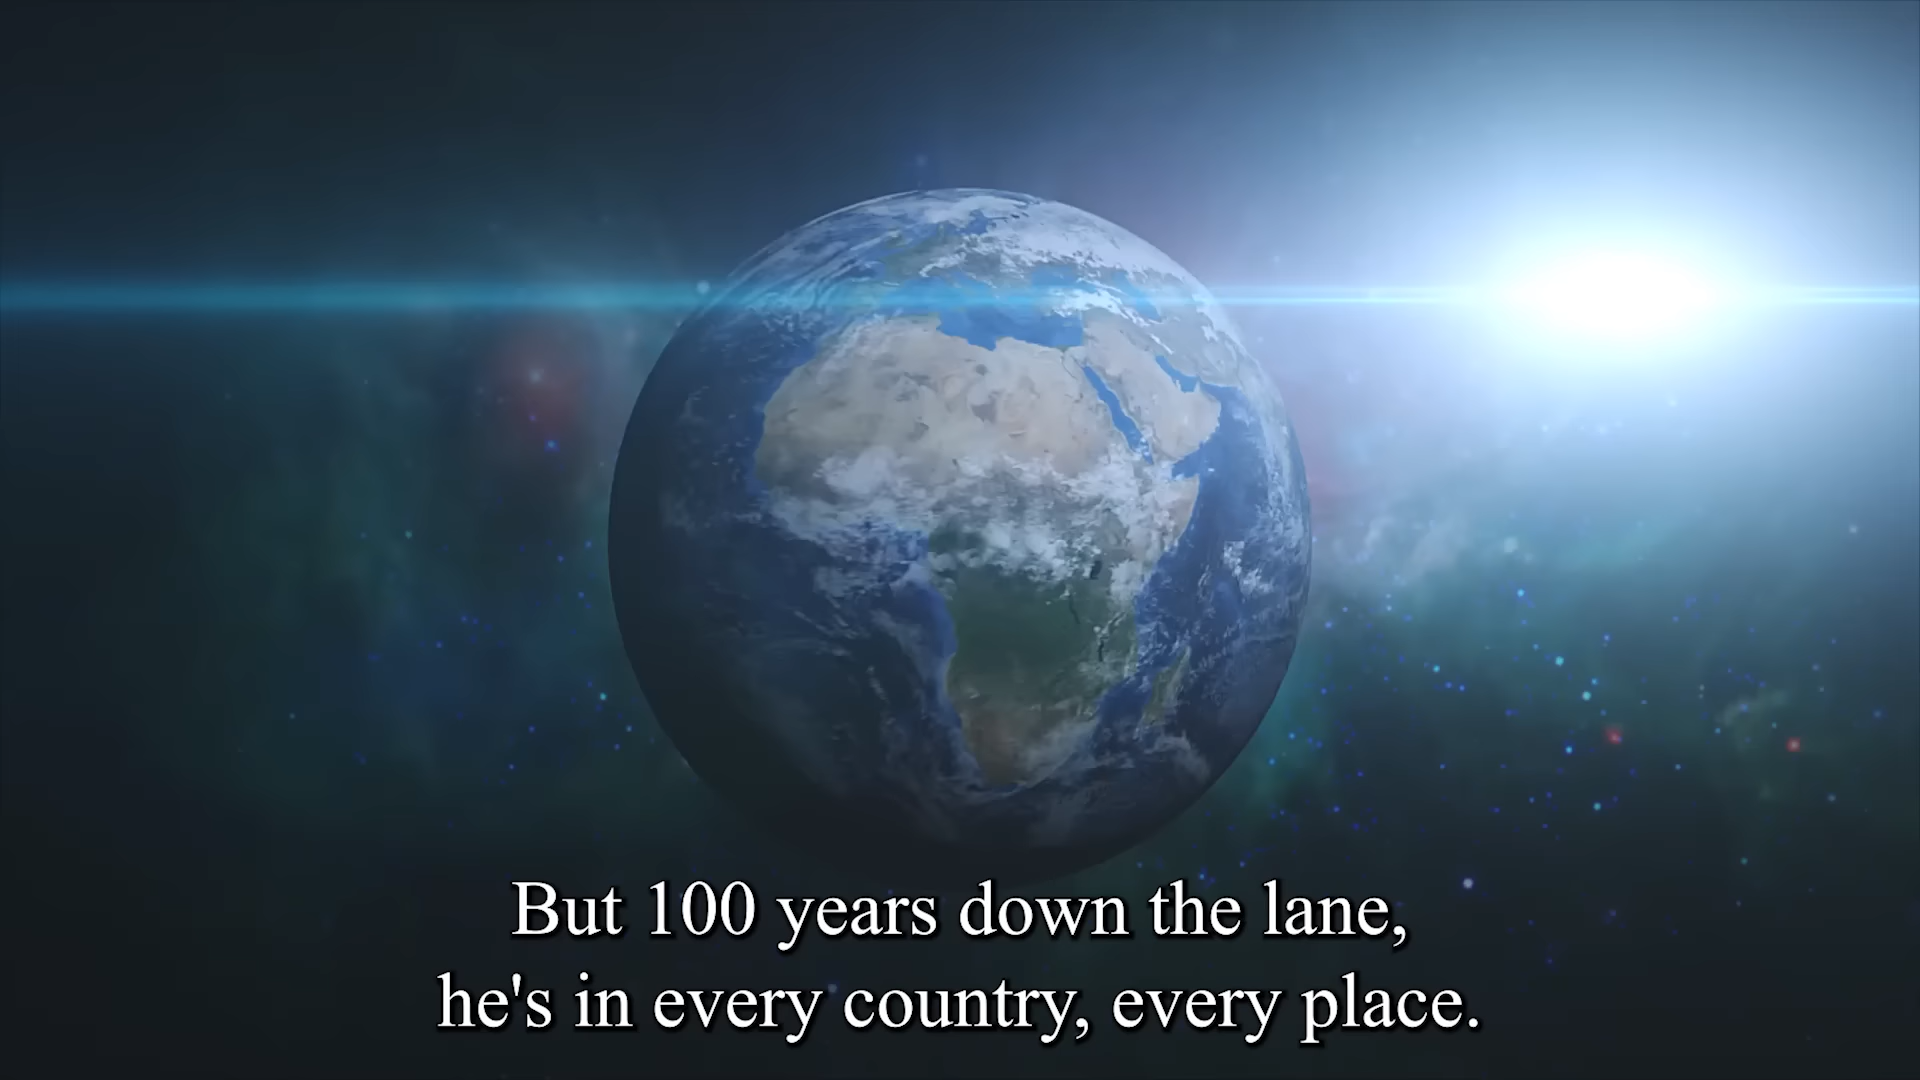 But 100 years down the lane,
he's in every country, every place.